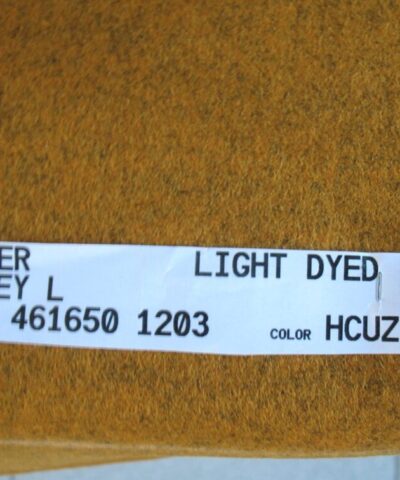 ER LIGHT DYED
EY L
461650 1203 COLOR HCUZ